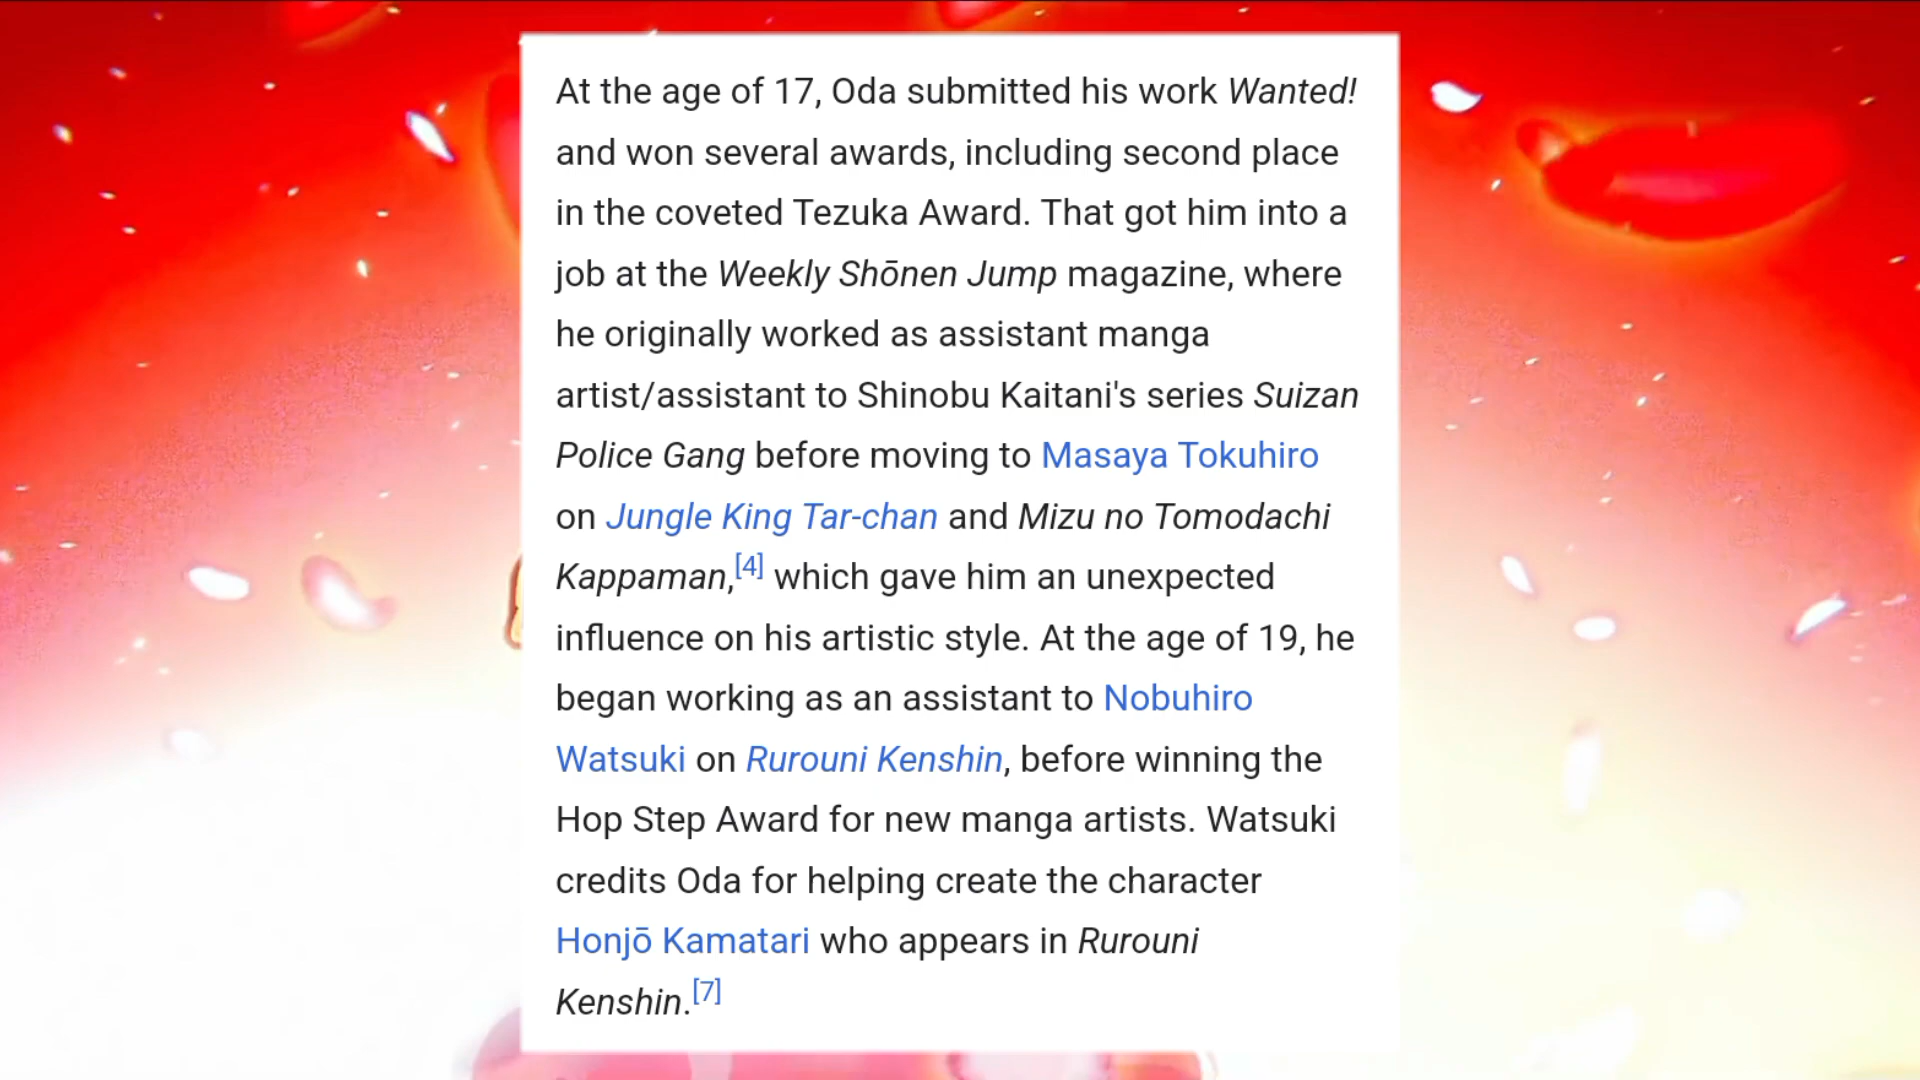 At the age of 17, Oda submitted his work Wanted!
and won several awards, including second place
in the coveted Tezuka Award. That got him into a
job at the Weekly Shōnen Jump magazine, where
he originally worked as assistant manga
artist/assistant to Shinobu Kaitani's series Suizan
Police Gang before moving to Masaya Tokuhiro
on Jungle King Tar-chan and Mizu no Tomodachi
Kappaman,[4] which gave him an unexpected
influence on his artistic style. At the age of 19, he
began working as an assistant to Nobuhiro
Watsuki on Rurouni Kenshin, before winning the
Hop Step Award for new manga artists. Watsuki
credits Oda for helping create the character
Honjō Kamatari who appears in Rurouni
Kenshin.[7]